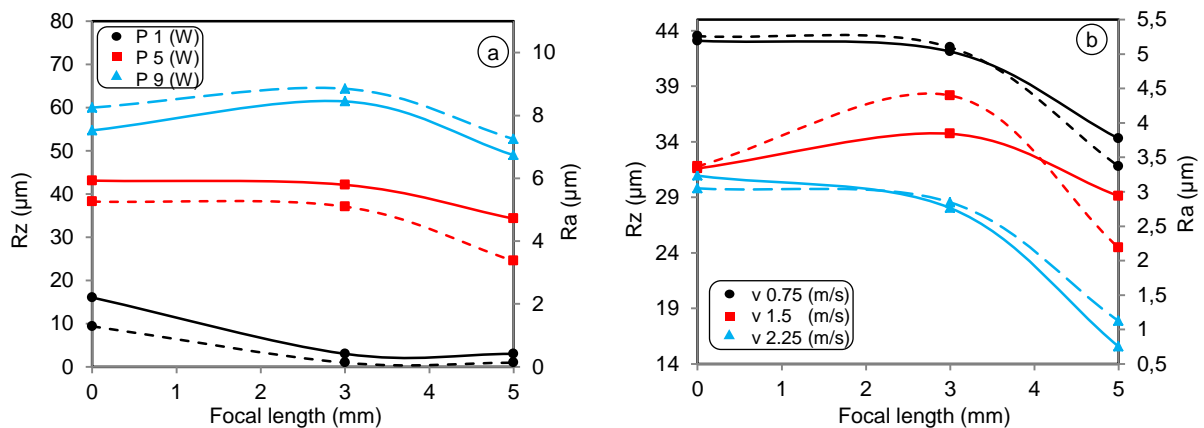 80
70
60
50
40
30
20
10
0
Rz (μm)
P 1 (W)
P 5 (W)
P 9 (W)
a
10
8
6
4
2
0
Ra (μm)
0 1 2 3 4 5
Focal length (mm)
44
39
34
29
24
19
14
Rz (μm)
b
v 0.75 (m/s)
v 1.5 (m/s)
v 2.25 (m/s)
5,5
5
4,5
4
3,5
3
2,5
2
1,5
1
0,5
Ra (μm)
0 1 2 3 4 5
Focal length (mm)